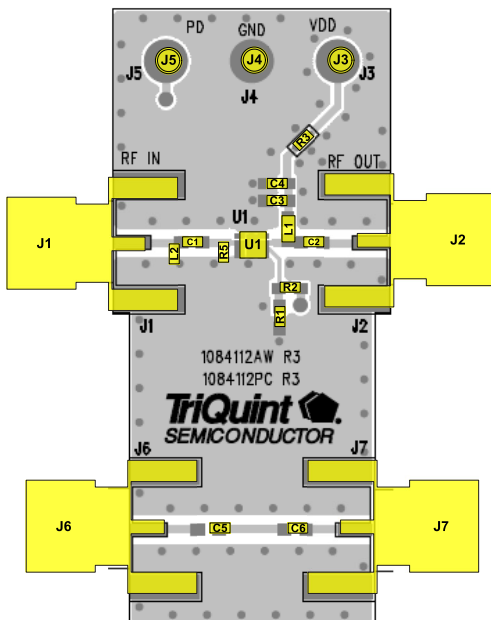 PD GND VDD
J5 J4 J3
J5 J4 J3
RF IN RF OUT
R3
C4
C3
U1
J1 L2 C1 R5 U1 L1 C2 J2
R2
J1 R1 J2
1084112AW R3
1084112PC R3
TriQuint
SEMICONDUCTOR
J6 J7
J6 C5 C6 J7